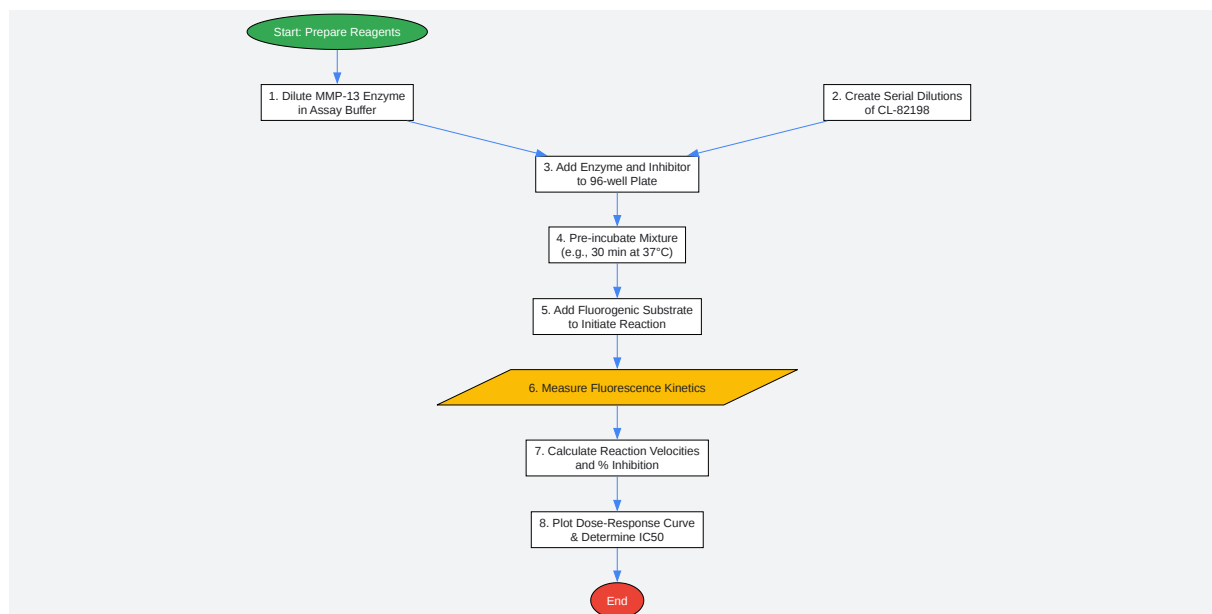 Start: Prepare Reagents
1. Dilute MMP-13 Enzyme
in Assay Buffer
2. Create Serial Dilutions
of CL-82198
3. Add Enzyme and Inhibitor
to 96-well Plate
4. Pre-incubate Mixture
(e.g., 30 min at 37°C)
5. Add Fluorogenic Substrate
to Initiate Reaction
6. Measure Fluorescence Kinetics
7. Calculate Reaction Velocities
and % Inhibition
8. Plot Dose-Response Curve
& Determine IC50
End